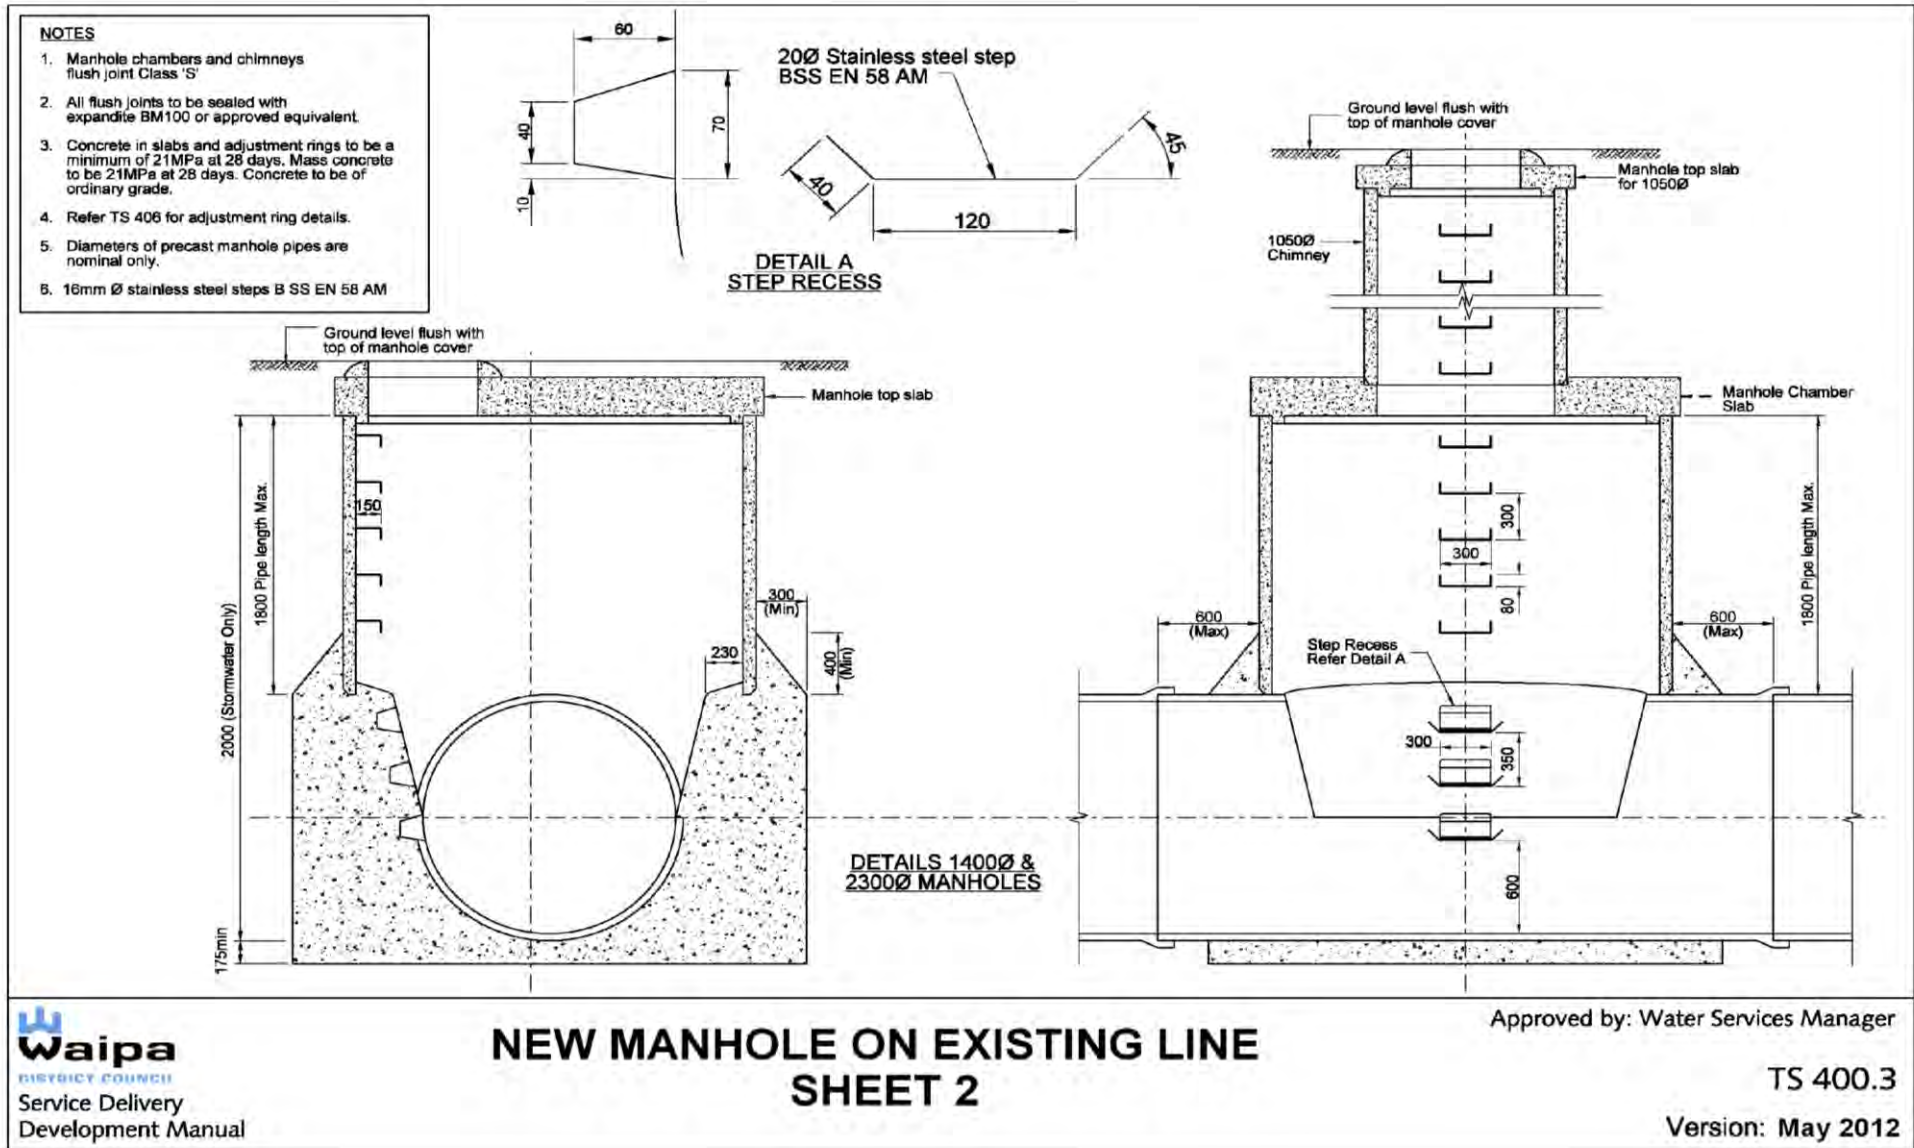 NOTES
1. Manhole chambers and chimneys
flush joint Class 'S'
2. All flush joints to be sealed with
expandite BM100 or approved equivalent.
3. Concrete in slabs and adjustment rings to be a
minimum of 21MPa at 28 days. Mass concrete
to be 21MPa at 28 days. Concrete to be of
ordinary grade.
4. Refer TS 406 for adjustment ring details.
5. Diameters of precast manhole pipes are
nominal only.
6. 16mm Ø stainless steel steps B SS EN 58 AM
60
40
10
70
20Ø Stainless steel step
BSS EN 58 AM
40
120
45
DETAIL A
STEP RECESS
Ground level flush with
top of manhole cover
Manhole top slab
for 1050Ø
1050Ø
Chimney
Manhole Chamber
Slab
300
300
80
1800 Pipe length Max.
600
(Max)
600
(Max)
Step Recess
Refer Detail A
300
350
600
Ground level flush with
top of manhole cover
Manhole top slab
150
1800 Pipe length Max.
2000 (Stormwater Only)
175min
300
(Min)
230
400
(Min)
DETAILS 1400Ø &
2300Ø MANHOLES
Waipa
DISTRICT COUNCIL
Service Delivery
Development Manual
NEW MANHOLE ON EXISTING LINE
SHEET 2
Approved by: Water Services Manager
TS 400.3
Version: May 2012